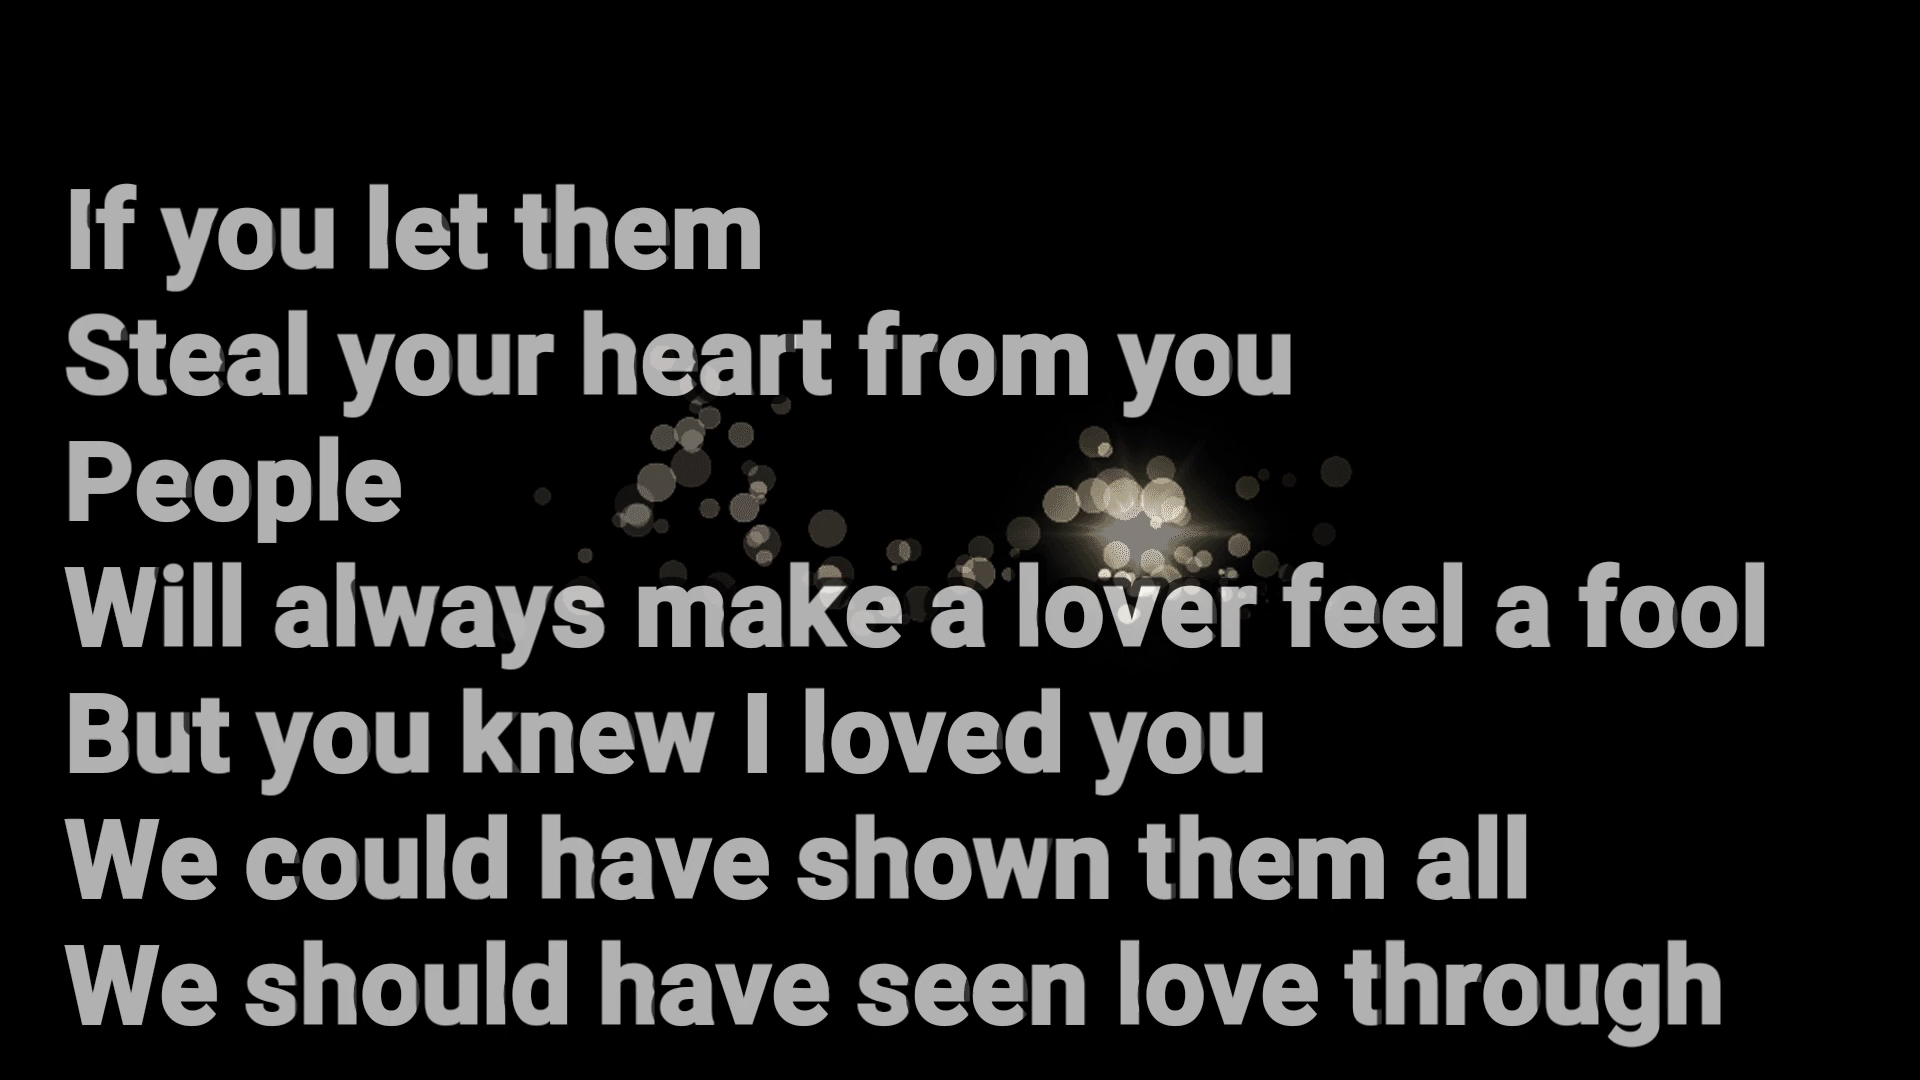 If you let them
Steal your heart from you
People
Will always make a lover feel a fool
But you knew I loved you
We could have shown them all
We should have seen love through